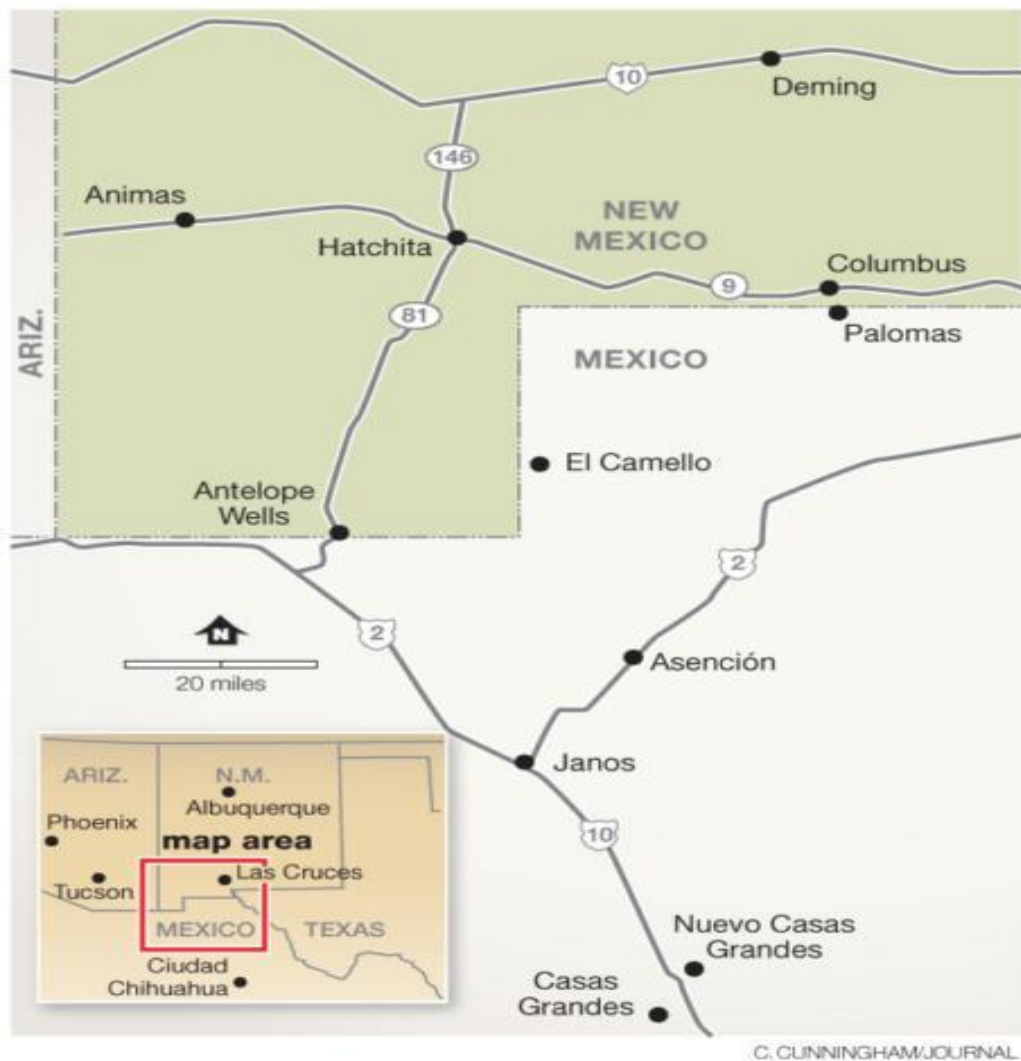 10
Deming
146
Animas
Hatchita
NEW
MEXICO
Columbus
9
81
ARIZ.
Palomas
MEXICO
El Camello
Antelope
Wells
2
N
2
20 miles
Asención
Janos
ARIZ.
N.M.
Albuquerque
Phoenix
map area
10
Las Cruces
Tucson
MEXICO
TEXAS
Ciudad
Chihuahua
Nuevo Casas
Grandes
Casas
Grandes
C. CUNNINGHAM/JOURNAL